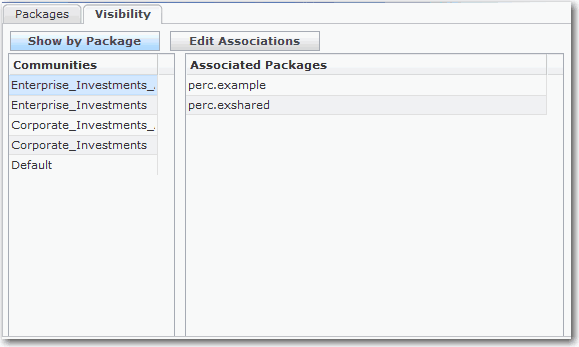 Packages Visibility
Show by Package Edit Associations
Communities Associated Packages
Enterprise_Investments_ perc.example
Enterprise_Investments perc.exshared
Corporate_Investments_
Corporate_Investments
Default